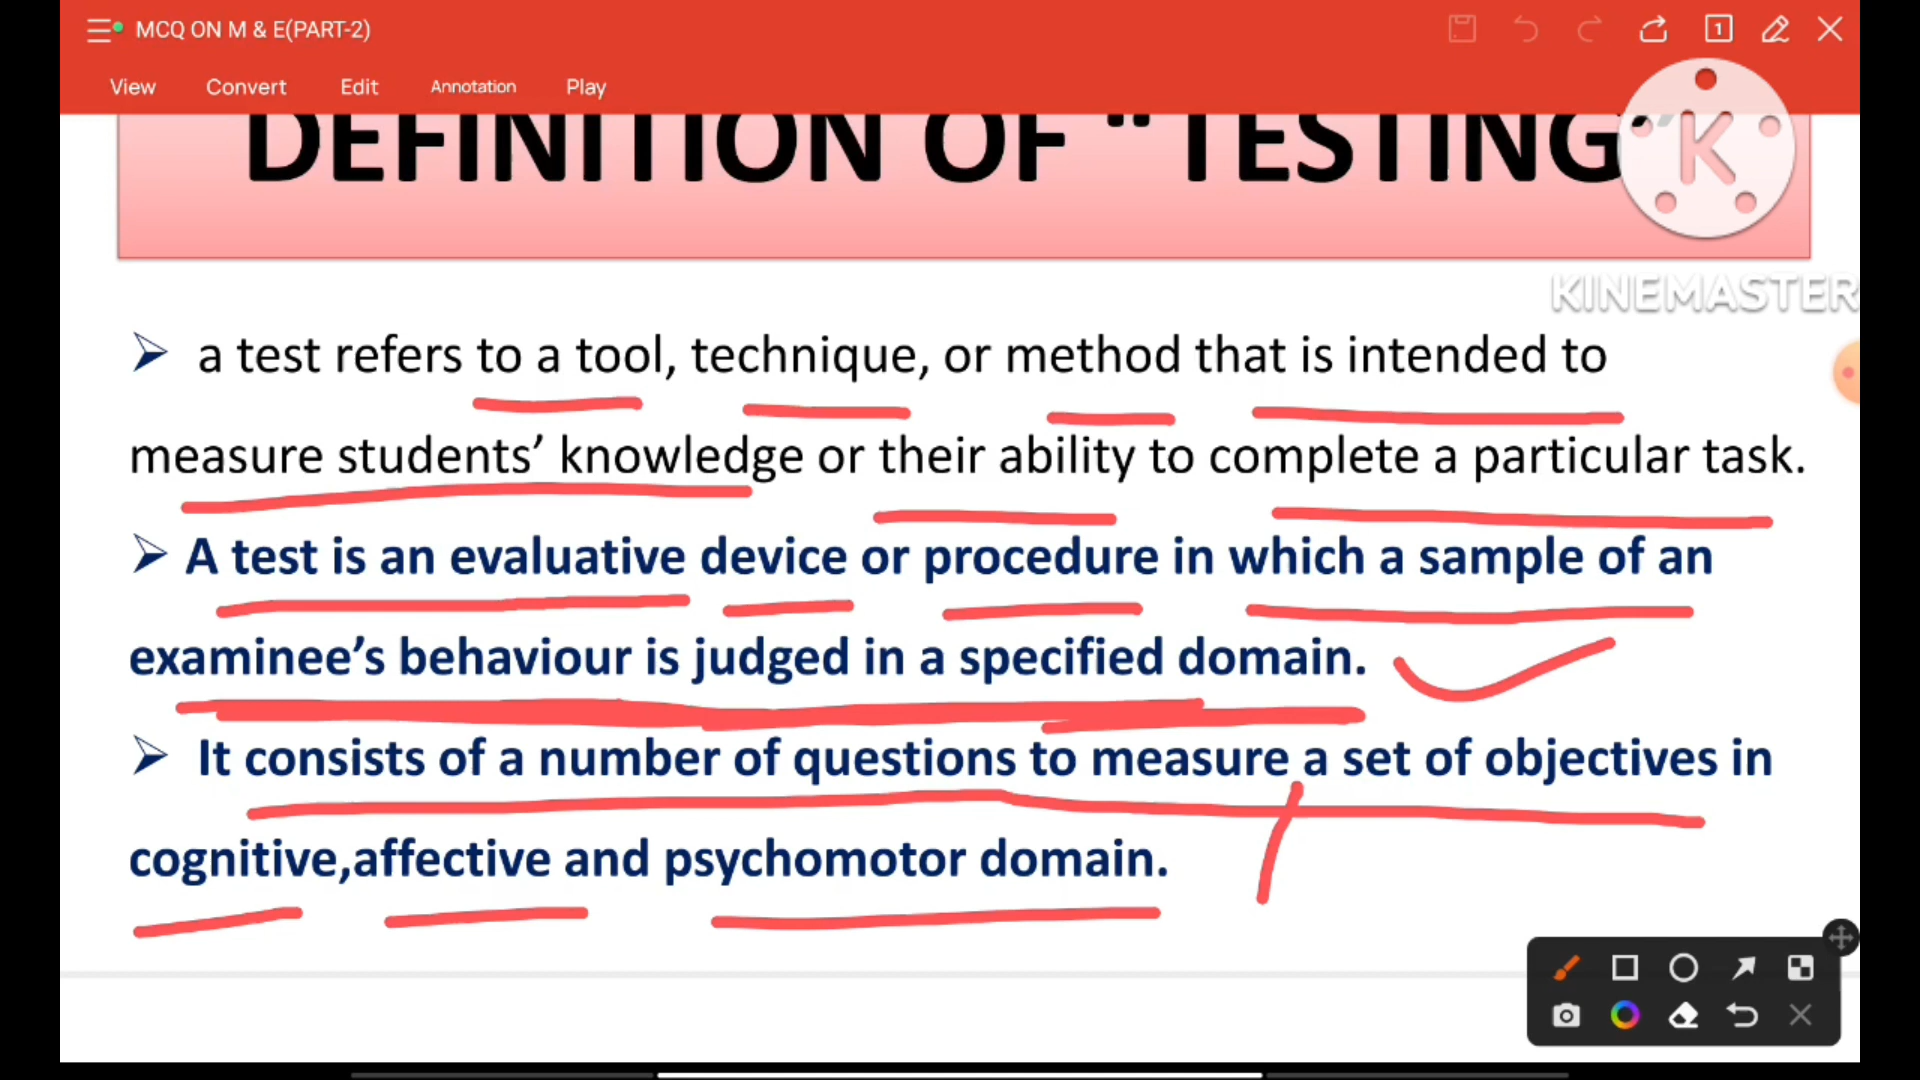 MCQ ON M & E(PART-2)
1
View Convert Edit Annotation Play
DEFINITION OF “TESTING”
K
KINEMASTER
➢ a test refers to a tool, technique, or method that is intended to
measure students’ knowledge or their ability to complete a particular task.
➢ A test is an evaluative device or procedure in which a sample of an
examinee’s behaviour is judged in a specified domain.
➢ It consists of a number of questions to measure a set of objectives in
cognitive,affective and psychomotor domain.